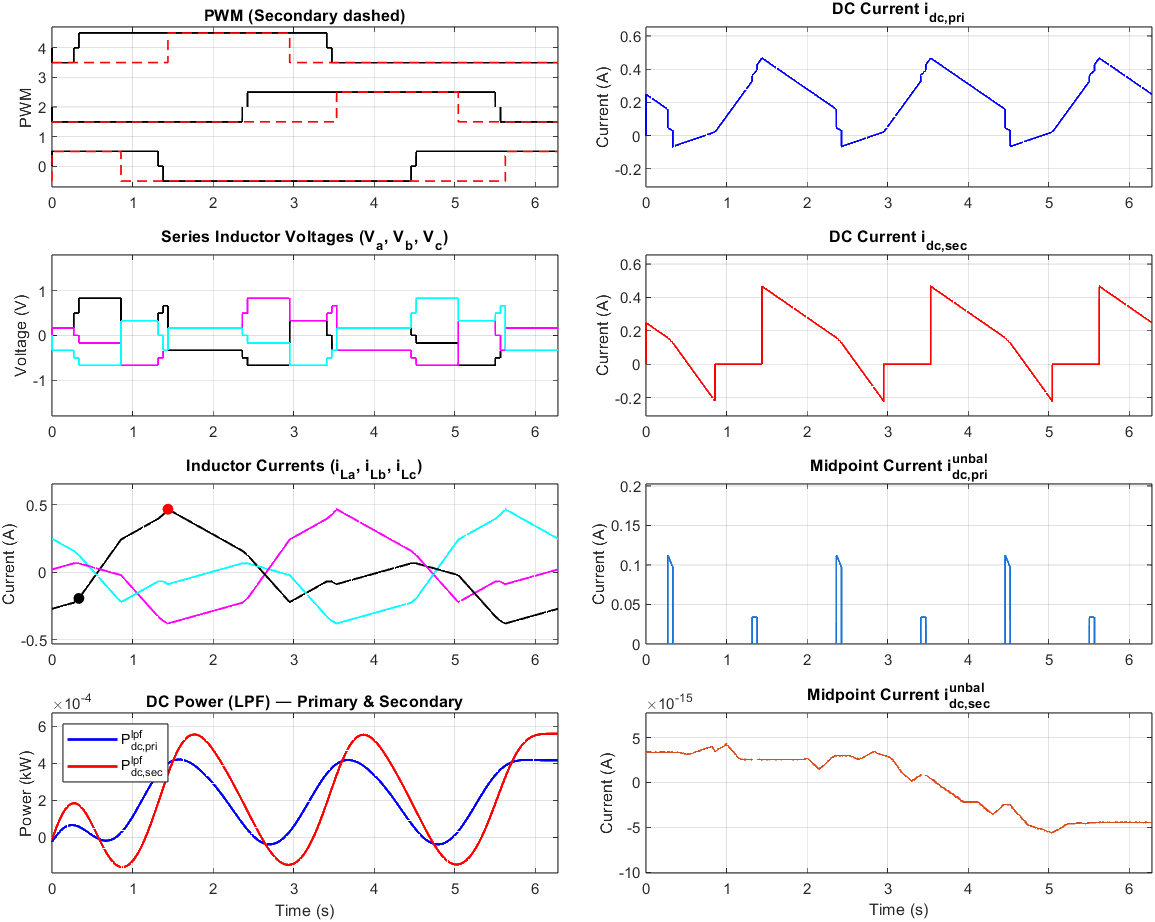 PWM (Secondary dashed)
PWM
4
3
2
1
0
0 1 2 3 4 5 6
DC Current i_dc,pri
Current (A)
0.6
0.4
0.2
0
-0.2
0 1 2 3 4 5 6
Series Inductor Voltages (V_a, V_b, V_c)
Voltage (V)
1
0
-1
0 1 2 3 4 5 6
DC Current i_dc,sec
Current (A)
0.6
0.4
0.2
0
-0.2
0 1 2 3 4 5 6
Inductor Currents (i_La, i_Lb, i_Lc)
Current (A)
0.5
0
-0.5
0 1 2 3 4 5 6
Midpoint Current i_dc,pri^unbal
Current (A)
0.2
0.15
0.1
0.05
0
0 1 2 3 4 5 6
DC Power (LPF) — Primary & Secondary
×10^-4
Power (kW)
6
4
2
0
P_dc,pri^lpf
P_dc,sec^lpf
0 1 2 3 4 5 6
Time (s)
Midpoint Current i_dc,sec^unbal
×10^-15
Current (A)
5
0
-5
-10
0 1 2 3 4 5 6
Time (s)